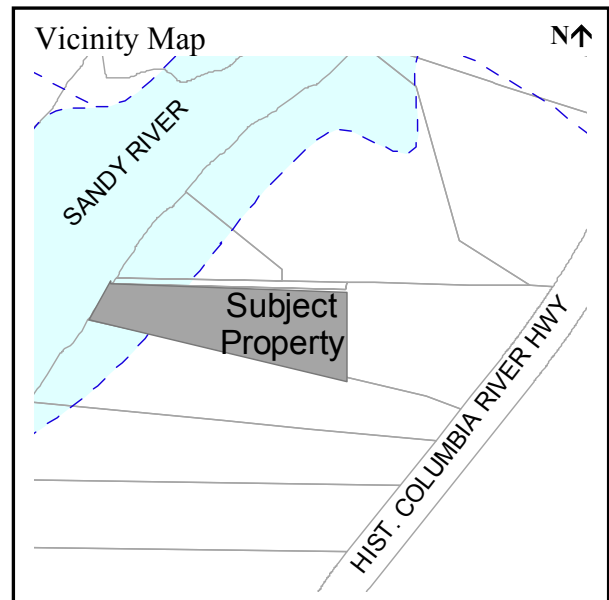 Vicinity Map
N↑
SANDY RIVER
Subject
Property
HIST. COLUMBIA RIVER HWY